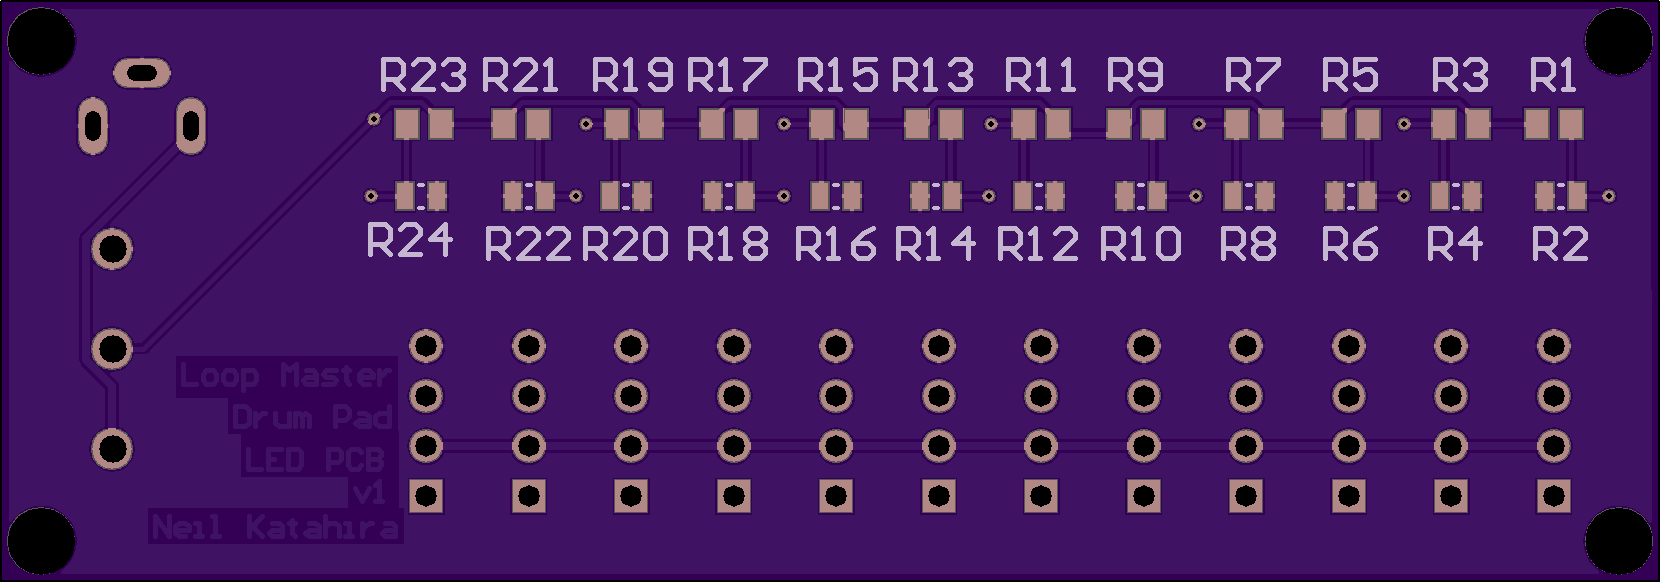 R23 R21 R19 R17 R15 R13 R11 R9 R7 R5 R3 R1
R24 R22 R20 R18 R16 R14 R12 R10 R8 R6 R4 R2
Loop Master
Drum Pad
LED PCB
v1
Neil Katahira